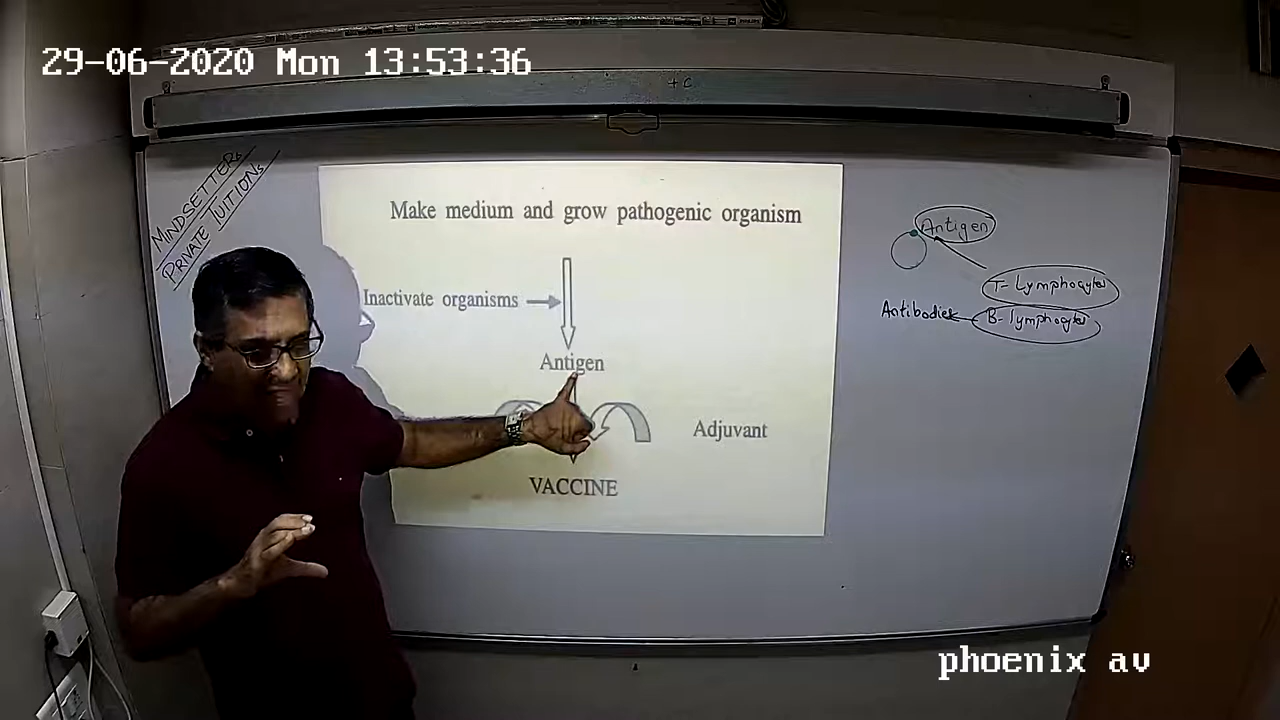 29-06-2020 Mon 13:53:36
+C
MINDSETTERS
PRIVATE TUITIONS
Make medium and grow pathogenic organism
Inactivate organisms
Antigen
Adjuvant
VACCINE
Antigen
T- Lymphocytes
Antibodies
B- lymphocytes
phoenix av